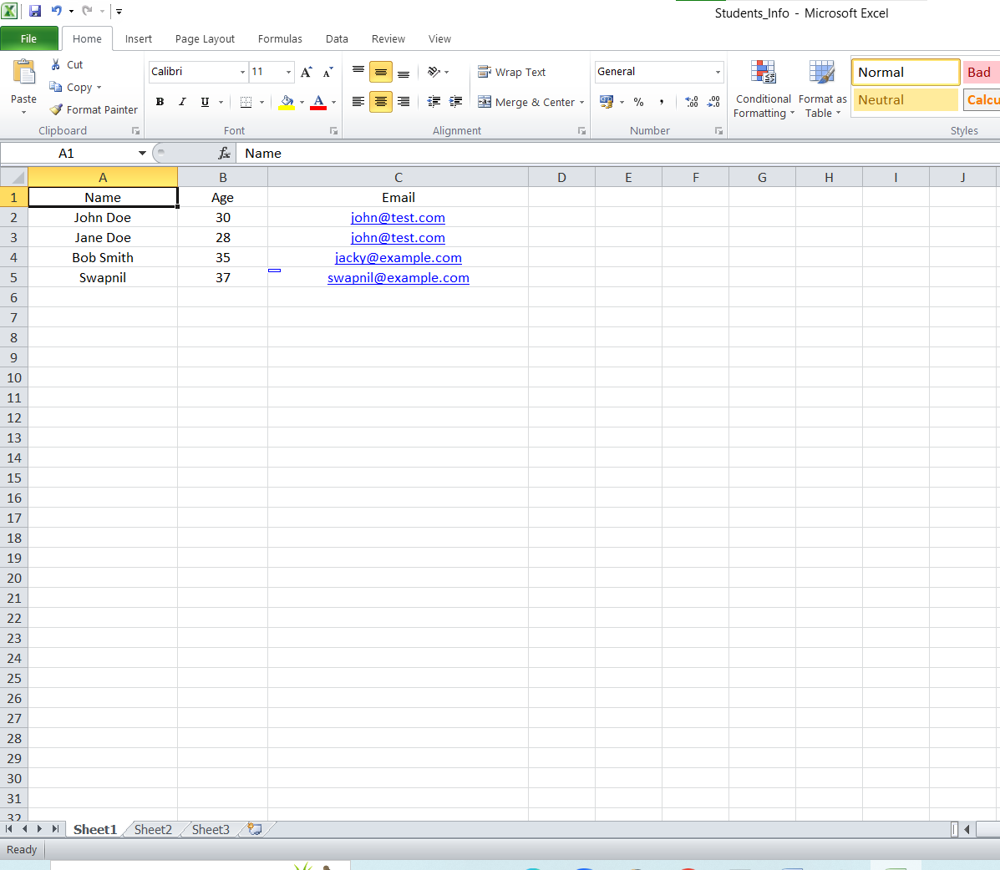 Students_Info - Microsoft Excel
File Home Insert Page Layout Formulas Data Review View
Paste Cut Copy Format Painter Clipboard
Calibri 11 A A B I U A Font
Wrap Text Merge & Center Alignment
General % , .00 .00 .0 Number
Conditional Formatting Format as Table
Normal Bad
Neutral Calcu
Styles
A1 fx Name
A B C D E F G H I J
1 Name Age Email
2 John Doe 30 john@test.com
3 Jane Doe 28 john@test.com
4 Bob Smith 35 jacky@example.com
5 Swapnil 37 swapnil@example.com
6
7
8
9
10
11
12
13
14
15
16
17
18
19
20
21
22
23
24
25
26
27
28
29
30
31
32
Sheet1 Sheet2 Sheet3
Ready